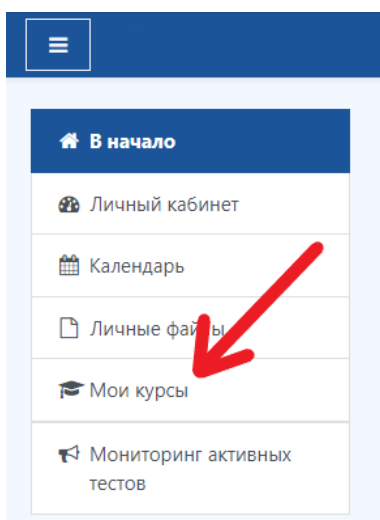 В начало
Личный кабинет
Календарь
Личные файлы
Мои курсы
Мониторинг активных
тестов